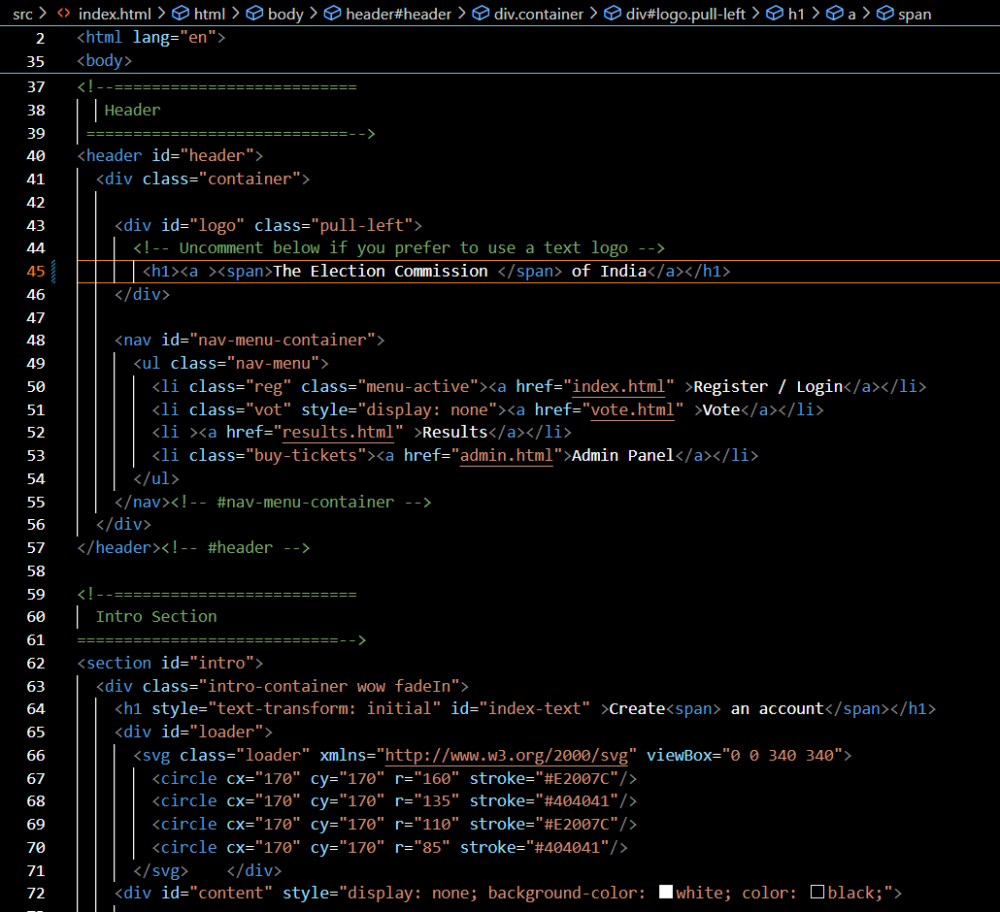 src > index.html > html > body > header#header > div.container > div#logo.pull-left > h1 > a > span
2 <html lang="en">
35 <body>
37 <!--==========================
38 Header
39 ============================-->
40 <header id="header">
41 <div class="container">
42
43 <div id="logo" class="pull-left">
44 <!-- Uncomment below if you prefer to use a text logo -->
45 <h1><a ><span>The Election Commission </span> of India</a></h1>
46 </div>
47
48 <nav id="nav-menu-container">
49 <ul class="nav-menu">
50 <li class="reg" class="menu-active"><a href="index.html" >Register / Login</a></li>
51 <li class="vot" style="display: none"><a href="vote.html" >Vote</a></li>
52 <li ><a href="results.html" >Results</a></li>
53 <li class="buy-tickets"><a href="admin.html">Admin Panel</a></li>
54 </ul>
55 </nav><!-- #nav-menu-container -->
56 </div>
57 </header><!-- #header -->
58
59 <!--==========================
60 Intro Section
61 ============================-->
62 <section id="intro">
63 <div class="intro-container wow fadeIn">
64 <h1 style="text-transform: initial" id="index-text" >Create<span> an account</span></h1>
65 <div id="loader">
66 <svg class="loader" xmlns="http://www.w3.org/2000/svg" viewBox="0 0 340 340">
67 <circle cx="170" cy="170" r="160" stroke="#E2007C"/>
68 <circle cx="170" cy="170" r="135" stroke="#404041"/>
69 <circle cx="170" cy="170" r="110" stroke="#E2007C"/>
70 <circle cx="170" cy="170" r="85" stroke="#404041"/>
71 </svg> </div>
72 <div id="content" style="display: none; background-color: white; color: black;">